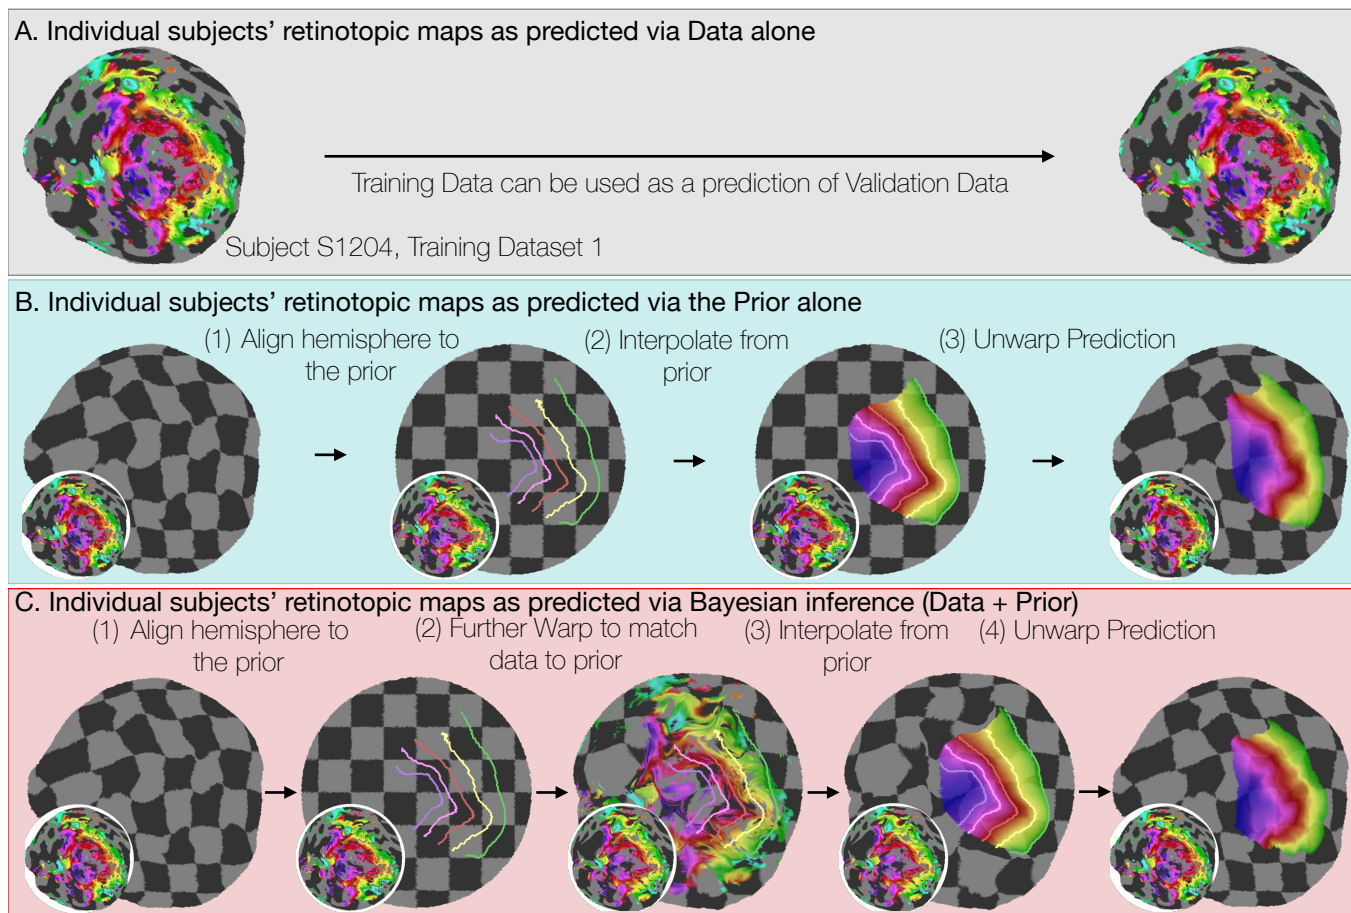 A. Individual subjects’ retinotopic maps as predicted via Data alone
Training Data can be used as a prediction of Validation Data
Subject S1204, Training Dataset 1
B. Individual subjects’ retinotopic maps as predicted via the Prior alone
(1) Align hemisphere to
the prior
(2) Interpolate from
prior
(3) Unwarp Prediction
C. Individual subjects’ retinotopic maps as predicted via Bayesian inference (Data + Prior)
(1) Align hemisphere to
the prior
(2) Further Warp to match
data to prior
(3) Interpolate from
prior
(4) Unwarp Prediction